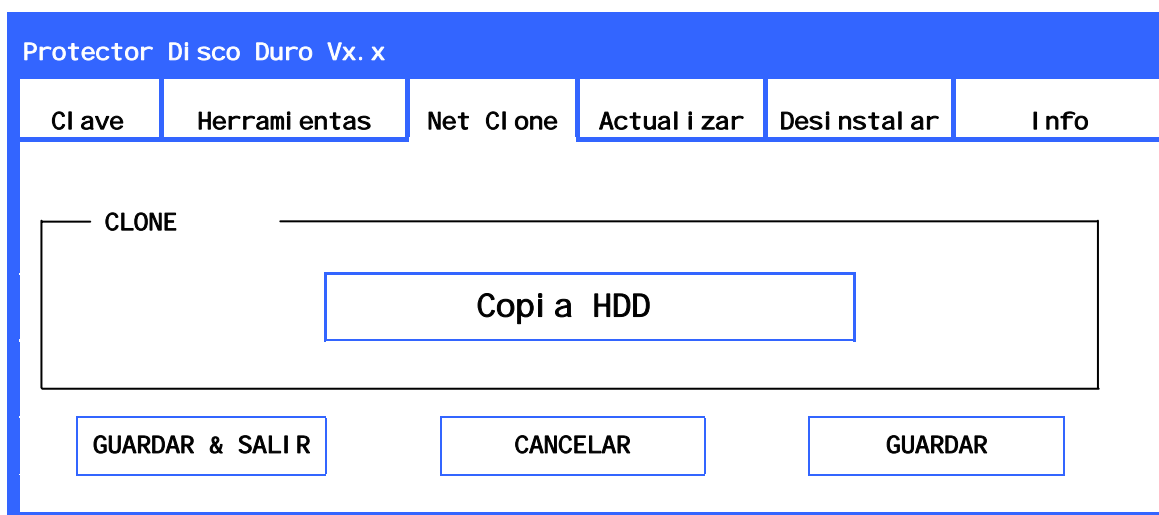 Protector Disco Duro Vx.x
Clave Herramientas Net Clone Actualizar Desinstalar Info
CLONE
Copia HDD
GUARDAR & SALIR CANCELAR GUARDAR